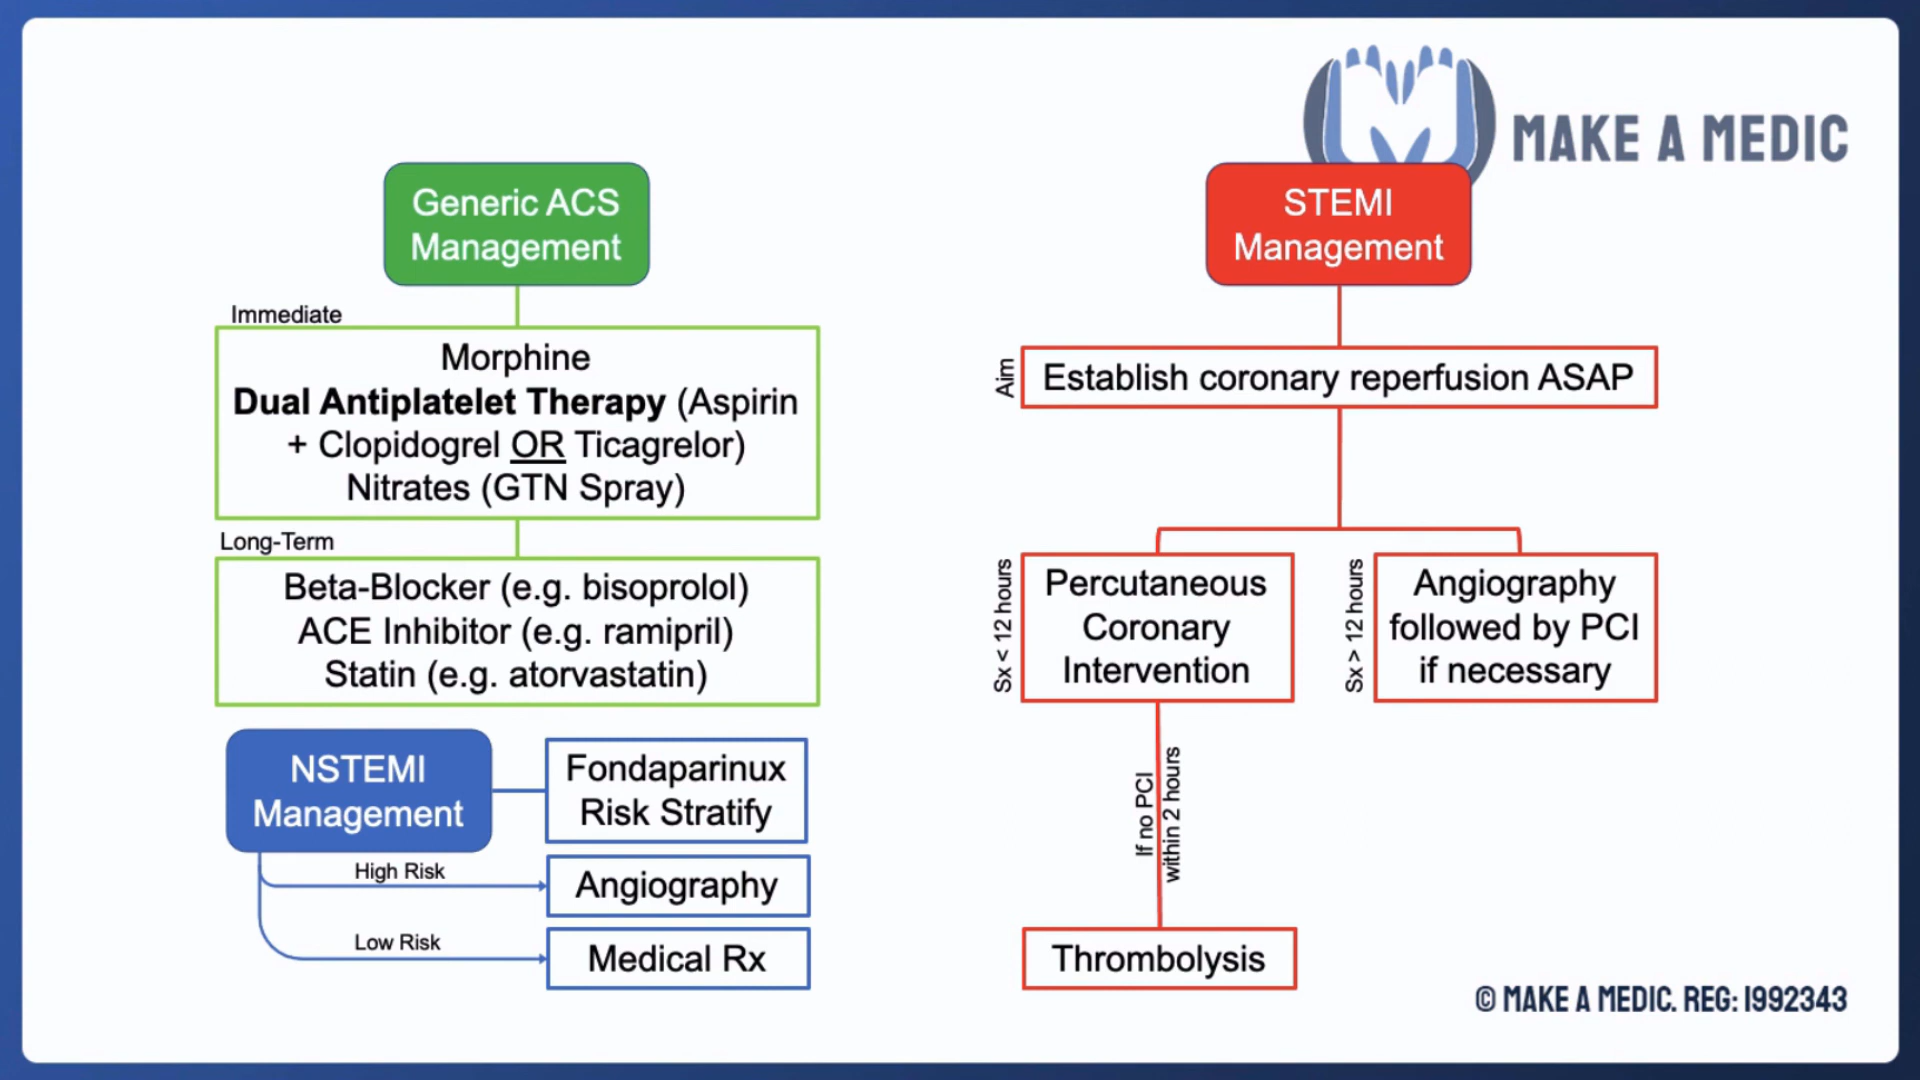 MAKE A MEDIC
Generic ACS
Management
Immediate
Morphine
Dual Antiplatelet Therapy (Aspirin
+ Clopidogrel OR Ticagrelor)
Nitrates (GTN Spray)
Long-Term
Beta-Blocker (e.g. bisoprolol)
ACE Inhibitor (e.g. ramipril)
Statin (e.g. atorvastatin)
NSTEMI
Management
Fondaparinux
Risk Stratify
High Risk
Angiography
Low Risk
Medical Rx
STEMI
Management
Aim
Establish coronary reperfusion ASAP
Sx < 12 hours
Percutaneous
Coronary
Intervention
Sx > 12 hours
Angiography
followed by PCI
if necessary
If no PCI
within 2 hours
Thrombolysis
© MAKE A MEDIC. REG: 1992343